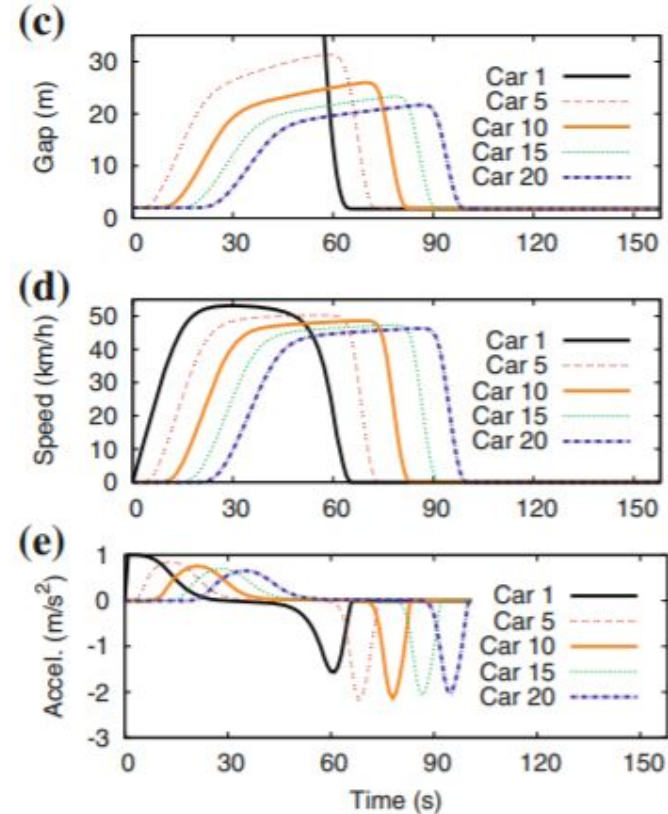 (c)
Gap (m)
30
20
10
0
Car 1
Car 5
Car 10
Car 15
Car 20
0 30 60 90 120 150
(d)
Speed (km/h)
50
40
30
20
10
0
Car 1
Car 5
Car 10
Car 15
Car 20
0 30 60 90 120 150
(e)
Accel. (m/s²)
1
0
-1
-2
-3
Car 1
Car 5
Car 10
Car 15
Car 20
0 30 60 90 120 150
Time (s)